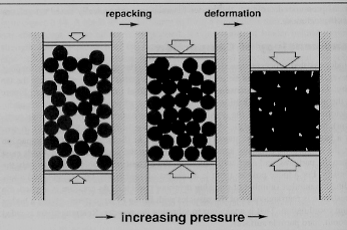 repacking
deformation
increasing pressure